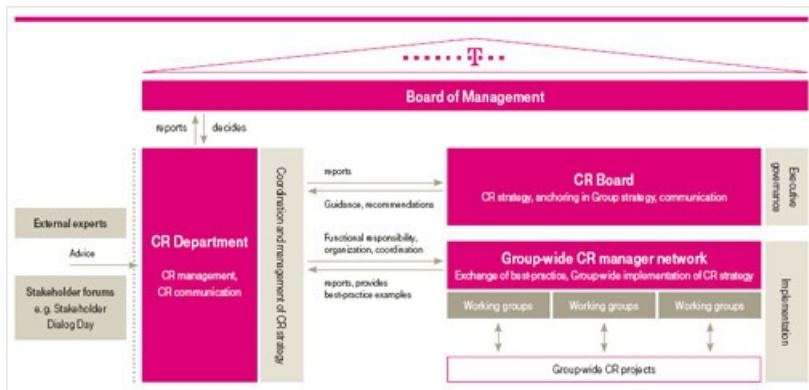 T
Board of Management
reports
decides
CR Department
CR management,
CR communication
Coordination and management of CR strategy
External experts
Advice
Stakeholder forums
e. g. Stakeholder
Dialog Day
reports
Guidance, recommendations
Functional responsibility,
organization, coordination
reports, provides
best-practice examples
CR Board
CR strategy, anchoring in Group strategy, communication
Executive
governance
Group-wide CR manager network
Exchange of best-practice, Group-wide implementation of CR strategy
Working groups
Working groups
Working groups
Implementation
Group-wide CR projects